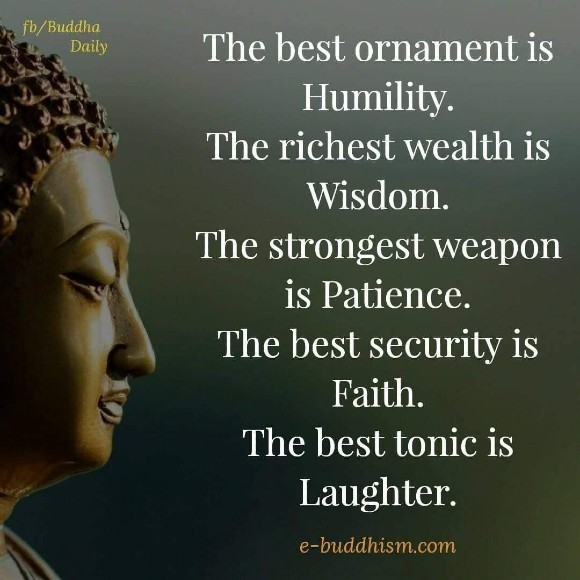 fb/Buddha
Daily
The best ornament is
Humility.
The richest wealth is
Wisdom.
The strongest weapon
is Patience.
The best security is
Faith.
The best tonic is
Laughter.
e-buddhism.com